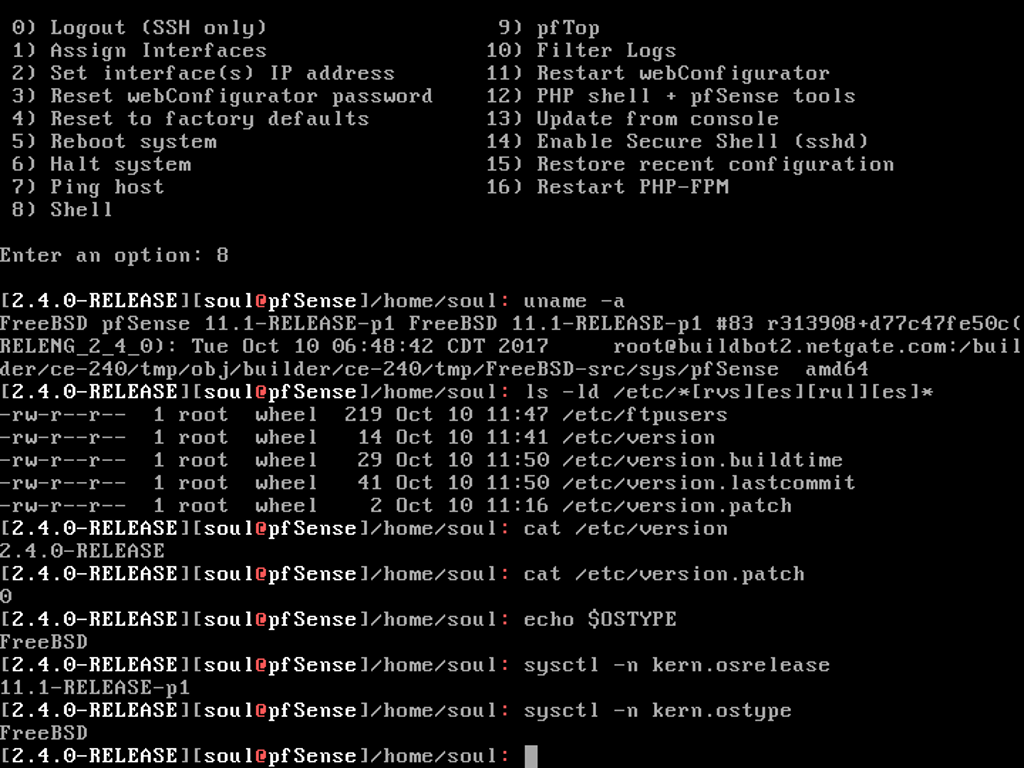 0) Logout (SSH only)                  9) pfTop
1) Assign Interfaces                 10) Filter Logs
2) Set interface(s) IP address       11) Restart webConfigurator
3) Reset webConfigurator password    12) PHP shell + pfSense tools
4) Reset to factory defaults         13) Update from console
5) Reboot system                     14) Enable Secure Shell (sshd)
6) Halt system                       15) Restore recent configuration
7) Ping host                         16) Restart PHP-FPM
8) Shell
Enter an option: 8
[2.4.0-RELEASE][soul@pfSense]/home/soul: uname -a
FreeBSD pfSense 11.1-RELEASE-p1 FreeBSD 11.1-RELEASE-p1 #83 r313908+d77c47fe50c(
RELENG_2_4_0): Tue Oct 10 06:48:42 CDT 2017     root@buildbot2.netgate.com:/buil
der/ce-240/tmp/obj/builder/ce-240/tmp/FreeBSD-src/sys/pfSense  amd64
[2.4.0-RELEASE][soul@pfSense]/home/soul: ls -ld /etc/*[rvs][es][rul][es]*
-rw-r--r--  1 root  wheel  219 Oct 10 11:47 /etc/ftpusers
-rw-r--r--  1 root  wheel   14 Oct 10 11:41 /etc/version
-rw-r--r--  1 root  wheel   29 Oct 10 11:50 /etc/version.buildtime
-rw-r--r--  1 root  wheel   41 Oct 10 11:50 /etc/version.lastcommit
-rw-r--r--  1 root  wheel    2 Oct 10 11:16 /etc/version.patch
[2.4.0-RELEASE][soul@pfSense]/home/soul: cat /etc/version
2.4.0-RELEASE
[2.4.0-RELEASE][soul@pfSense]/home/soul: cat /etc/version.patch
0
[2.4.0-RELEASE][soul@pfSense]/home/soul: echo $OSTYPE
FreeBSD
[2.4.0-RELEASE][soul@pfSense]/home/soul: sysctl -n kern.osrelease
11.1-RELEASE-p1
[2.4.0-RELEASE][soul@pfSense]/home/soul: sysctl -n kern.ostype
FreeBSD
[2.4.0-RELEASE][soul@pfSense]/home/soul: